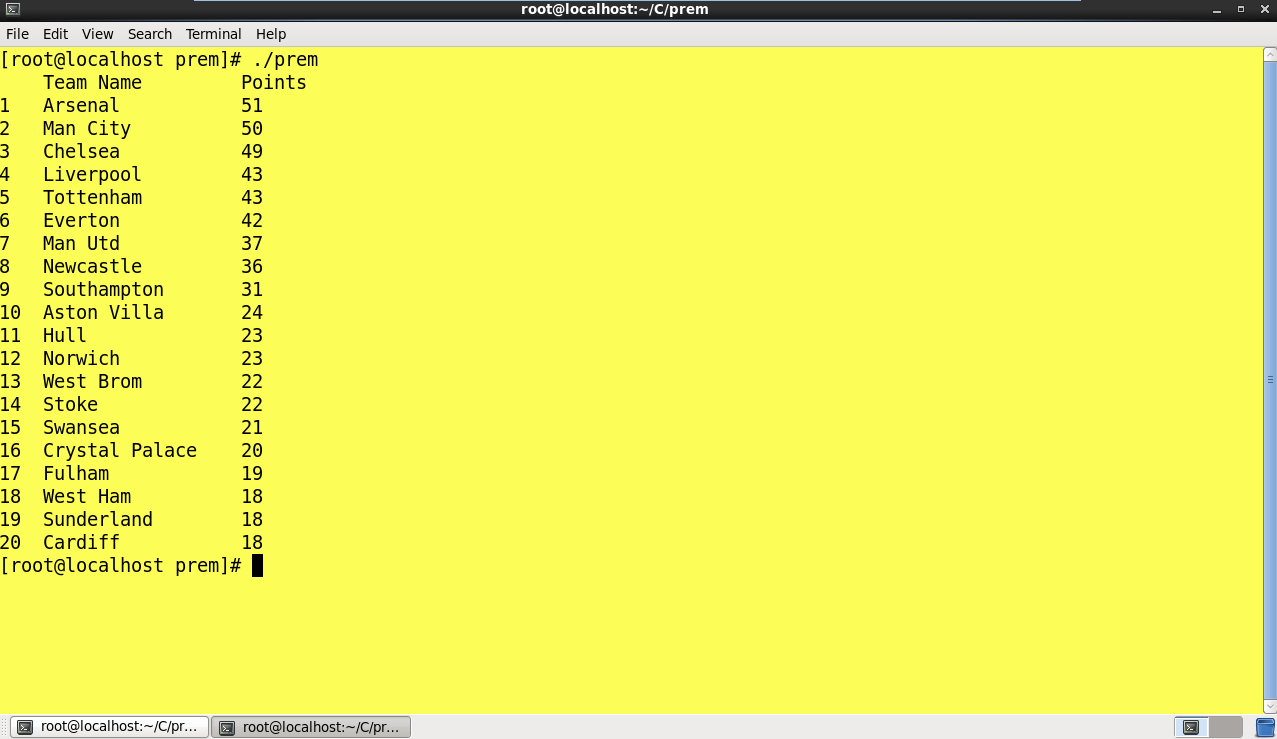 root@localhost:~/C/prem
File Edit View Search Terminal Help
[root@localhost prem]# ./prem
Team Name Points
1 Arsenal 51
2 Man City 50
3 Chelsea 49
4 Liverpool 43
5 Tottenham 43
6 Everton 42
7 Man Utd 37
8 Newcastle 36
9 Southampton 31
10 Aston Villa 24
11 Hull 23
12 Norwich 23
13 West Brom 22
14 Stoke 22
15 Swansea 21
16 Crystal Palace 20
17 Fulham 19
18 West Ham 18
19 Sunderland 18
20 Cardiff 18
[root@localhost prem]#
root@localhost:~/C/pr... root@localhost:~/C/pr...